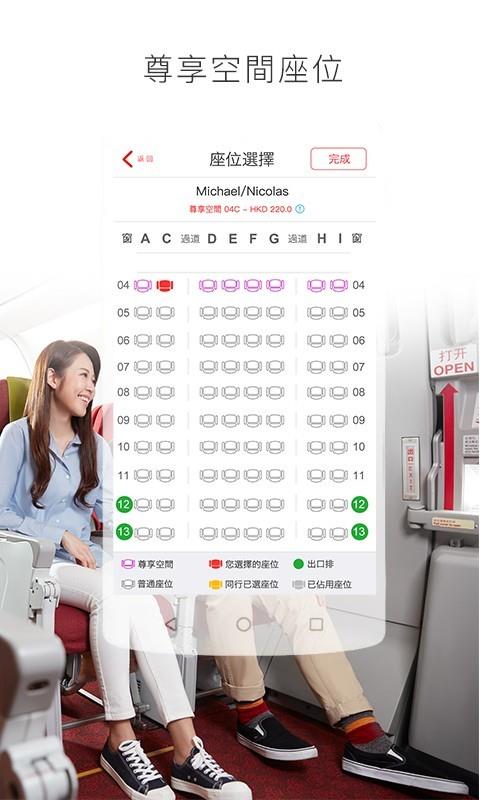 尊享空間座位
返回 座位選擇 完成
Michael/Nicolas
尊享空間 04C - HKD 220.0
窗 A C 過道 D E F G 過道 H I 窗
04 04
05 05
06 06
07 07
08 08
09 09
10 10
11 11
12 12
13 13
尊享空間 您選擇的座位 出口排
普通座位 同行已選座位 已佔用座位
打开
OPEN
出口
EXIT